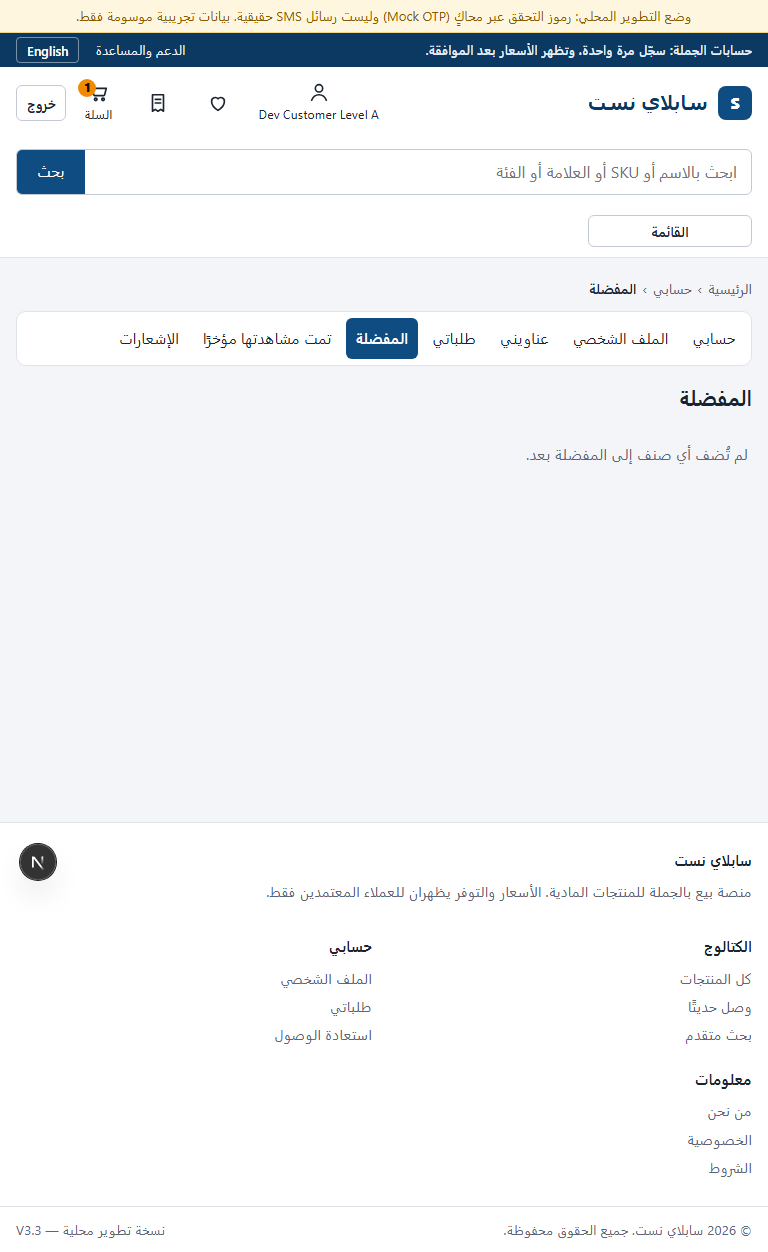 وضع التطوير المحلي: رموز التحقق عبر محاكٍ (Mock OTP) وليست رسائل SMS حقيقية. بيانات تجريبية موسومة فقط.
حسابات الجملة: سجّل مرة واحدة، وتظهر الأسعار بعد الموافقة.
الدعم والمساعدة
English
S
سابلاي نست
Dev Customer Level A
1
السلة
خروج
ابحث بالاسم أو SKU أو العلامة أو الفئة
بحث
القائمة
الرئيسية › حسابي › المفضلة
حسابي الملف الشخصي عناويني طلباتي المفضلة تمت مشاهدتها مؤخرًا الإشعارات
المفضلة
لم تُضف أي صنف إلى المفضلة بعد.
سابلاي نست
N
منصة بيع بالجملة للمنتجات المادية. الأسعار والتوفر يظهران للعملاء المعتمدين فقط.
الكتالوج
كل المنتجات
وصل حديثًا
بحث متقدم
حسابي
الملف الشخصي
طلباتي
استعادة الوصول
معلومات
من نحن
الخصوصية
الشروط
© 2026 سابلاي نست. جميع الحقوق محفوظة.
نسخة تطوير محلية — V3.3